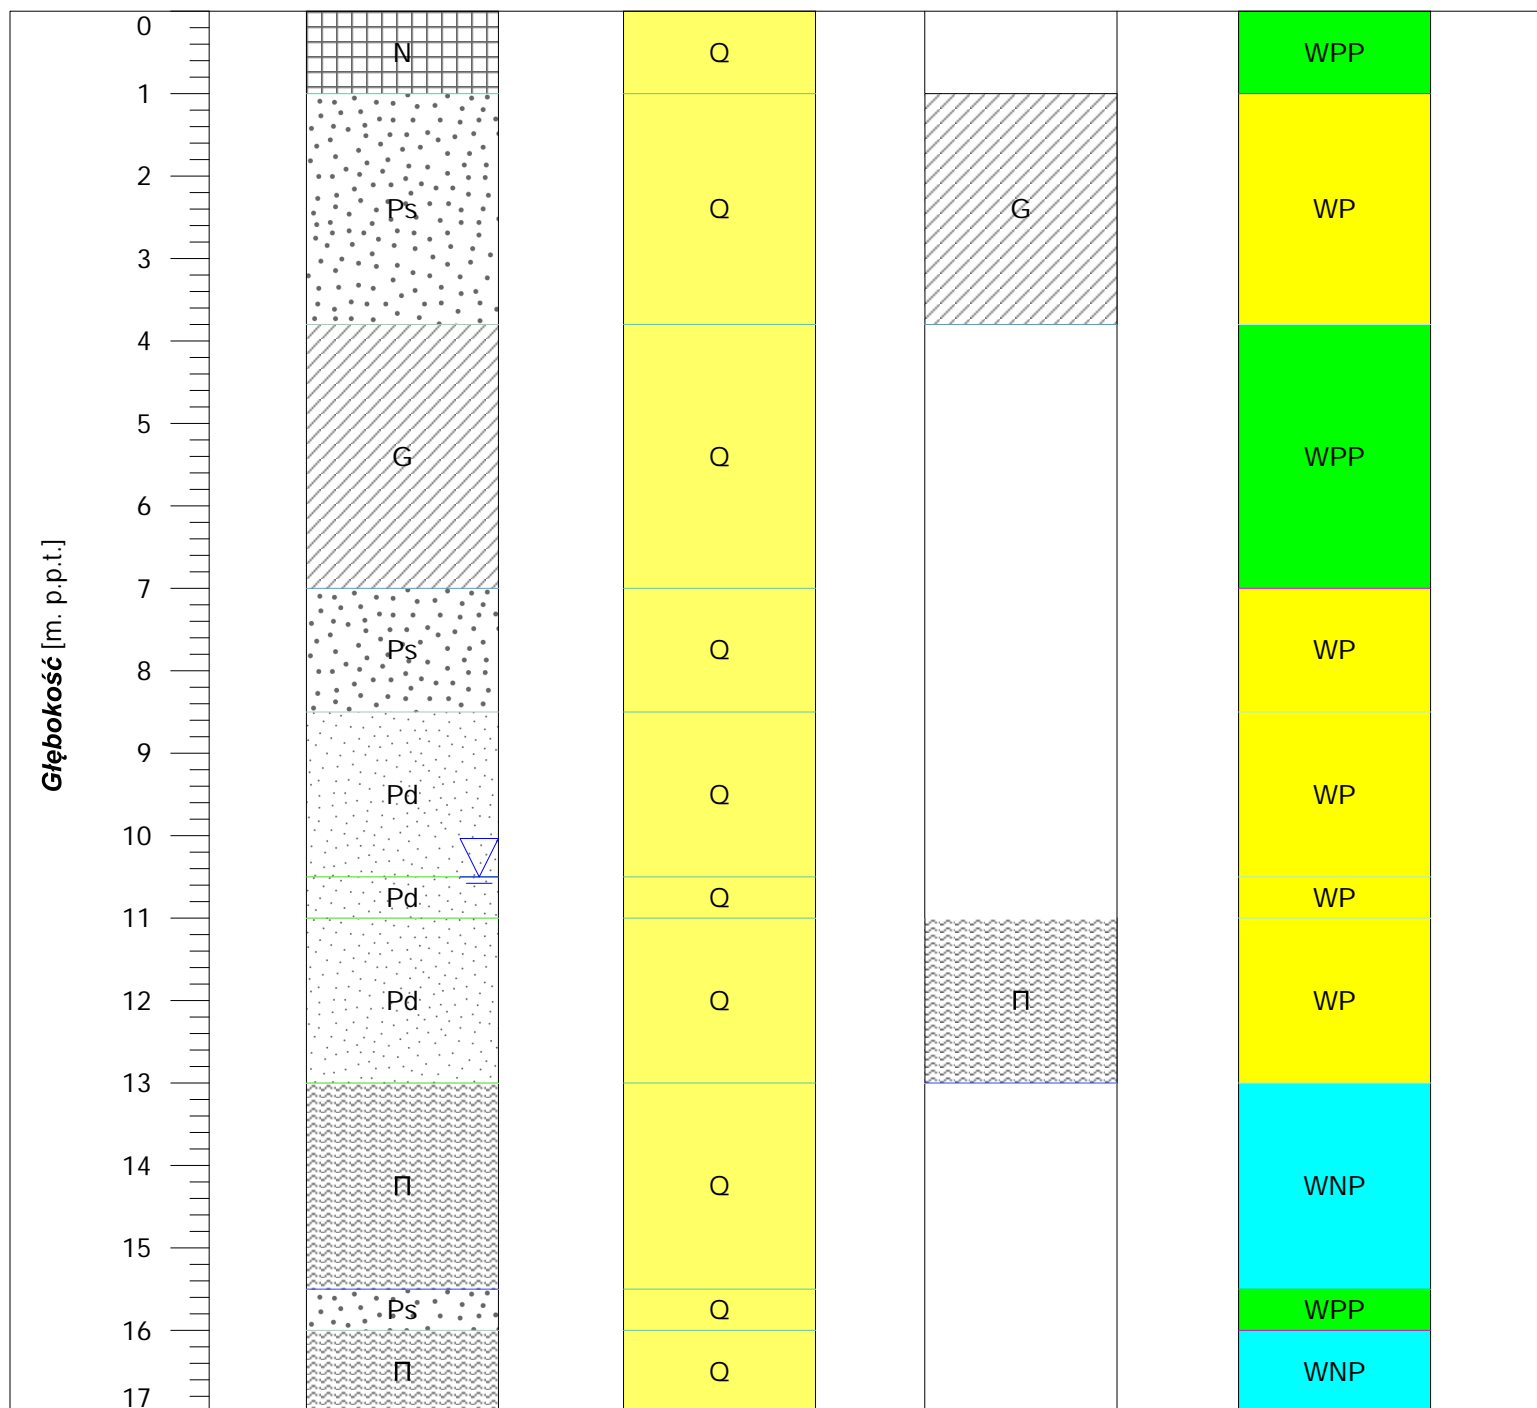 0
N Q WPP
1
2
Ps Q G WP
3
4
5
G Q WPP
6
Głębokość [m. p.p.t.]
7
Ps Q WP
8
9
Pd Q WP
10
Pd Q WP
11
12
Pd Q Π WP
13
14
Π Q WNP
15
Ps Q WPP
16
Π Q WNP
17